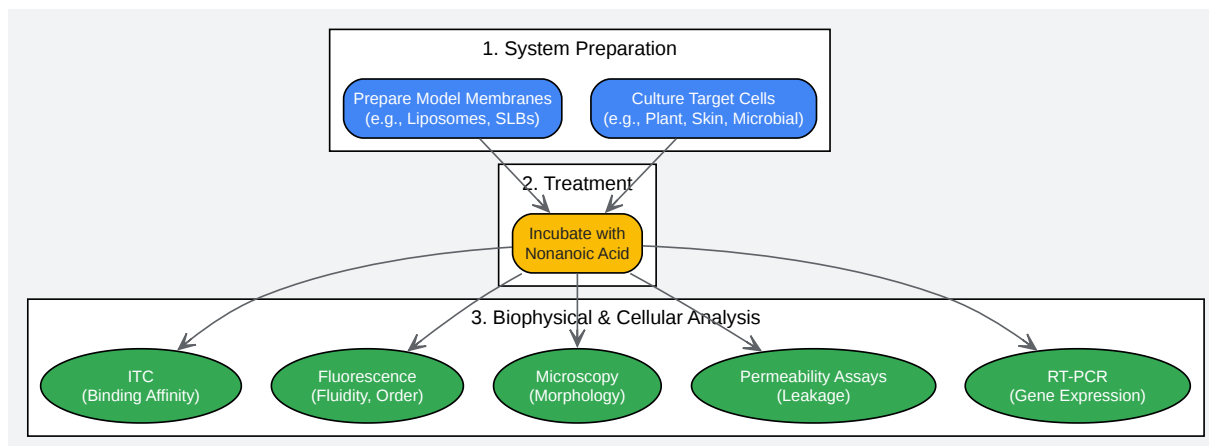 1. System Preparation
Prepare Model Membranes
(e.g., Liposomes, SLBs)
Culture Target Cells
(e.g., Plant, Skin, Microbial)
2. Treatment
Incubate with
Nonanoic Acid
3. Biophysical & Cellular Analysis
ITC
(Binding Affinity)
Fluorescence
(Fluidity, Order)
Microscopy
(Morphology)
Permeability Assays
(Leakage)
RT-PCR
(Gene Expression)